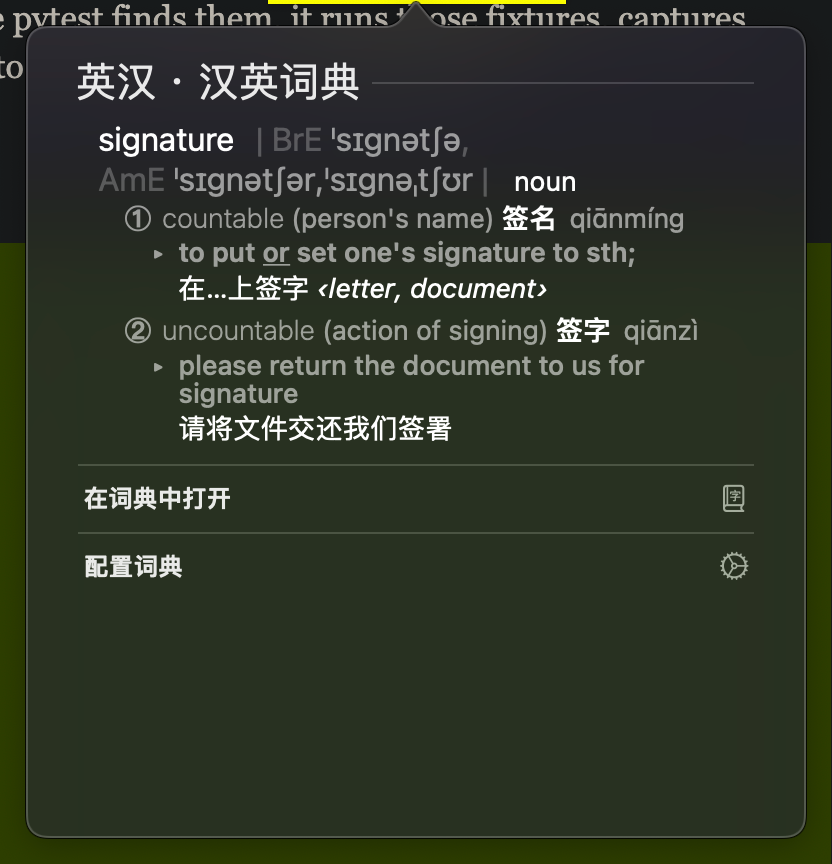 pytest finds them, it runs those fixtures, captures
to
英汉・汉英词典
signature | BrE ˈsɪɡnətʃə,
AmE ˈsɪɡnətʃər,ˈsɪɡnəˌtʃʊr | noun
① countable (person's name) 签名 qiānmíng
▸ to put or set one's signature to sth;
在…上签字 ‹letter, document›
② uncountable (action of signing) 签字 qiānzì
▸ please return the document to us for
signature
请将文件交还我们签署
在词典中打开
字
配置词典